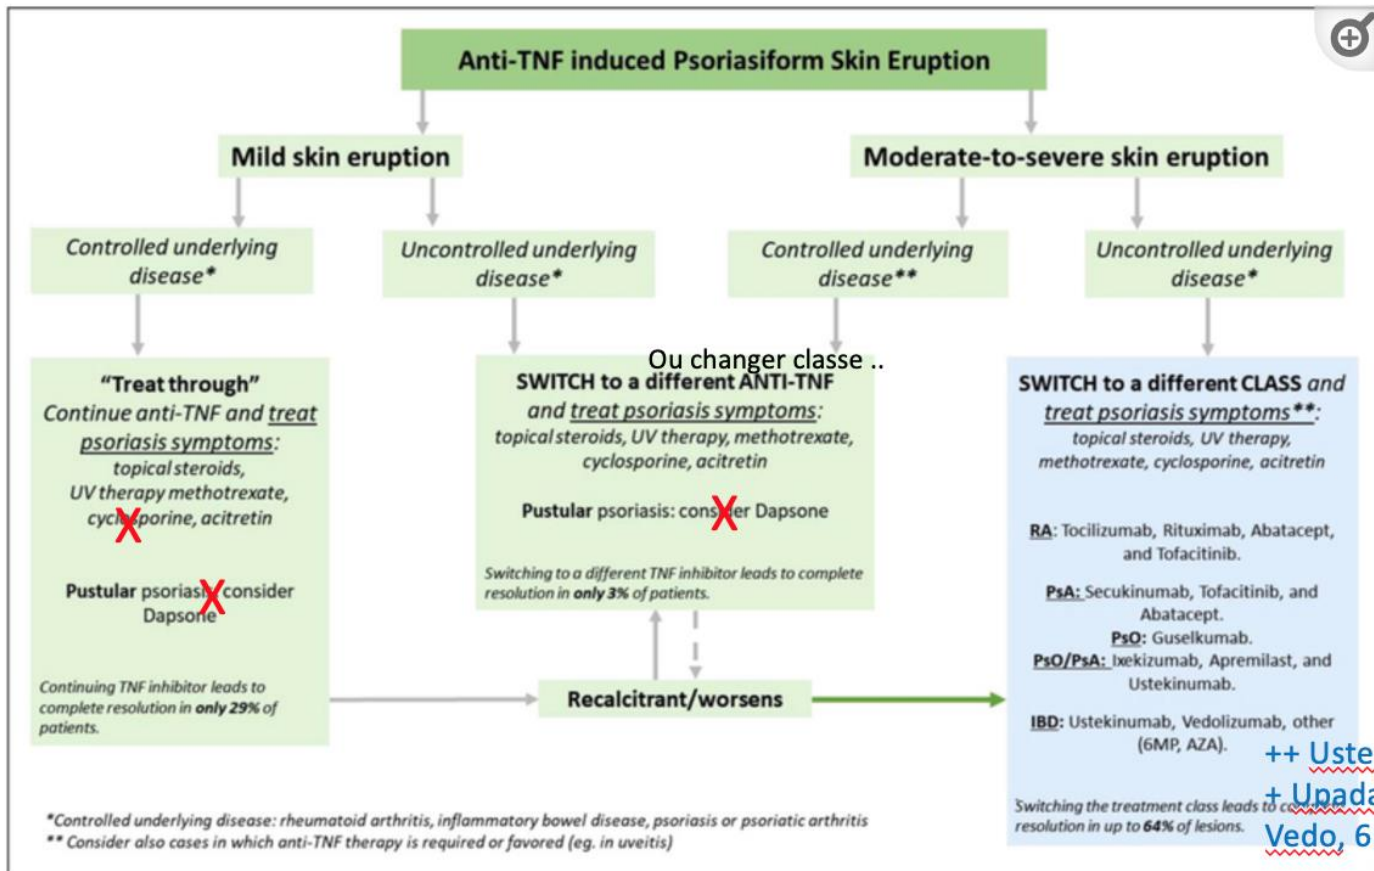 Anti-TNF induced Psoriasiform Skin Eruption
Mild skin eruption
Moderate-to-severe skin eruption
Controlled underlying
disease*
Uncontrolled underlying
disease*
Controlled underlying
disease**
Uncontrolled underlying
disease*
"Treat through"
Continue anti-TNF and treat
psoriasis symptoms:
topical steroids,
UV therapy methotrexate,
cyclosporine, acitretin
X
Pustular psoriasis: consider
Dapsone
X
Continuing TNF inhibitor leads to
complete resolution in only 29% of
patients.
Ou changer classe ..
SWITCH to a different ANTI-TNF
and treat psoriasis symptoms:
topical steroids, UV therapy, methotrexate,
cyclosporine, acitretin
Pustular psoriasis: consider Dapsone
X
Switching to a different TNF inhibitor leads to complete
resolution in only 3% of patients.
Recalcitrant/worsens
SWITCH to a different CLASS and
treat psoriasis symptoms**:
topical steroids, UV therapy,
methotrexate, cyclosporine, acitretin
RA: Tocilizumab, Rituximab, Abatacept,
and Tofacitinib.
PsA: Secukinumab, Tofacitinib, and
Abatacept.
PsO: Guselkumab.
PsO/PsA: Ixekizumab, Apremilast, and
Ustekinumab.
IBD: Ustekinumab, Vedolizumab, other
(6MP, AZA).
++ Uste
+ Upada
Vedo, 6
Switching the treatment class leads to
resolution in up to 64% of lesions.
*Controlled underlying disease: rheumatoid arthritis, inflammatory bowel disease, psoriasis or psoriatic arthritis
** Consider also cases in which anti-TNF therapy is required or favored (eg. in uveitis)